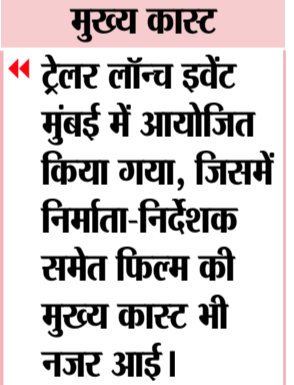 मुख्य कास्ट
ट्रेलर लॉन्च इवेंट
मुंबई में आयोजित
किया गया, जिसमें
निर्माता-निर्देशक
समेत फिल्म की
मुख्य कास्ट भी
नजर आई।